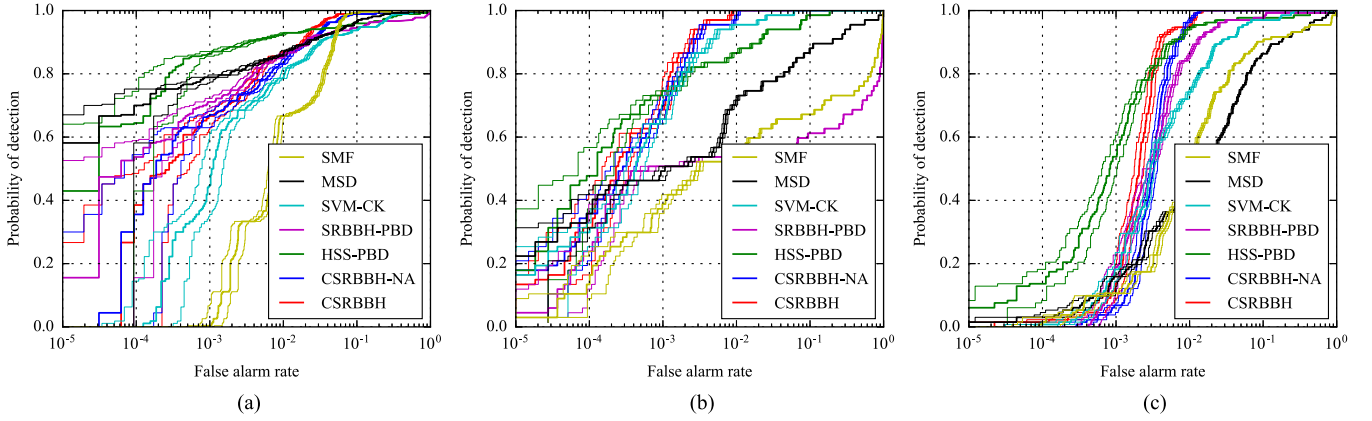 1.0
0.8
0.6
0.4
0.2
0.0
Probability of detection
10^-5 10^-4 10^-3 10^-2 10^-1 10^0
False alarm rate
SMF
MSD
SVM-CK
SRBBH-PBD
HSS-PBD
CSRBBH-NA
CSRBBH
(a)
1.0
0.8
0.6
0.4
0.2
0.0
Probability of detection
10^-5 10^-4 10^-3 10^-2 10^-1 10^0
False alarm rate
SMF
MSD
SVM-CK
SRBBH-PBD
HSS-PBD
CSRBBH-NA
CSRBBH
(b)
1.0
0.8
0.6
0.4
0.2
0.0
Probability of detection
10^-5 10^-4 10^-3 10^-2 10^-1 10^0
False alarm rate
SMF
MSD
SVM-CK
SRBBH-PBD
HSS-PBD
CSRBBH-NA
CSRBBH
(c)